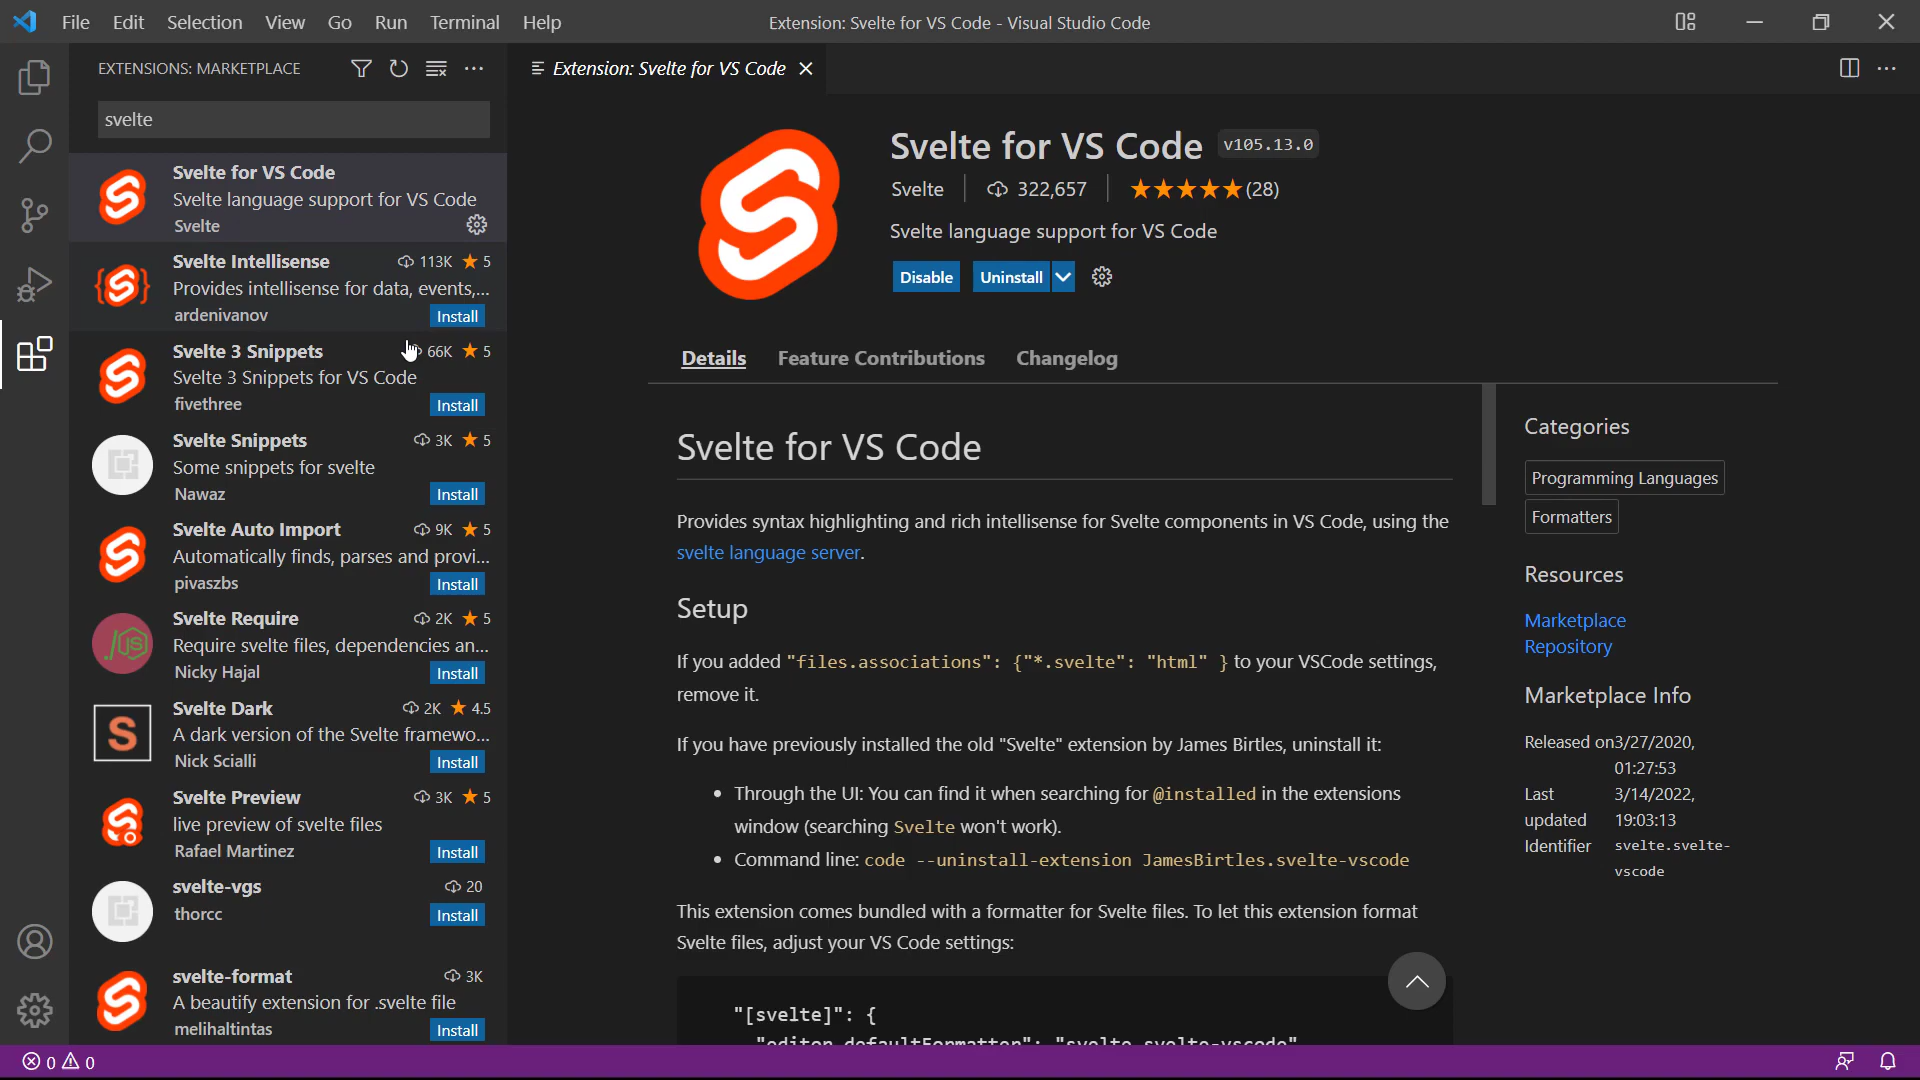 File Edit Selection View Go Run Terminal Help
Extension: Svelte for VS Code - Visual Studio Code
EXTENSIONS: MARKETPLACE
svelte
Svelte for VS Code
Svelte language support for VS Code
Svelte
Svelte Intellisense 113K 5
Provides intellisense for data, events,...
ardenivanov Install
Svelte 3 Snippets 66K 5
Svelte 3 Snippets for VS Code
fivethree Install
Svelte Snippets 3K 5
Some snippets for svelte
Nawaz Install
Svelte Auto Import 9K 5
Automatically finds, parses and provi...
pivaszbs Install
Svelte Require 2K 5
Require svelte files, dependencies an...
Nicky Hajal Install
Svelte Dark 2K 4.5
A dark version of the Svelte framewo...
Nick Scialli Install
Svelte Preview 3K 5
live preview of svelte files
Rafael Martinez Install
svelte-vgs 20
thorcc Install
svelte-format 3K
A beautify extension for .svelte file
melihaltintas Install
Extension: Svelte for VS Code
Svelte for VS Code v105.13.0
Svelte 322,657 (28)
Svelte language support for VS Code
Disable Uninstall
Details Feature Contributions Changelog
Svelte for VS Code
Provides syntax highlighting and rich intellisense for Svelte components in VS Code, using the
svelte language server.
Setup
If you added "files.associations": {"*.svelte": "html" } to your VSCode settings,
remove it.
If you have previously installed the old "Svelte" extension by James Birtles, uninstall it:
• Through the UI: You can find it when searching for @installed in the extensions
window (searching Svelte won't work).
• Command line: code --uninstall-extension JamesBirtles.svelte-vscode
This extension comes bundled with a formatter for Svelte files. To let this extension format
Svelte files, adjust your VS Code settings:
"[svelte]": {
"editor.defaultFormatter": "svelte.svelte-vscode"
Categories
Programming Languages
Formatters
Resources
Marketplace
Repository
Marketplace Info
Released on 3/27/2020,
01:27:53
Last 3/14/2022,
updated 19:03:13
Identifier svelte.svelte-
vscode
0 0